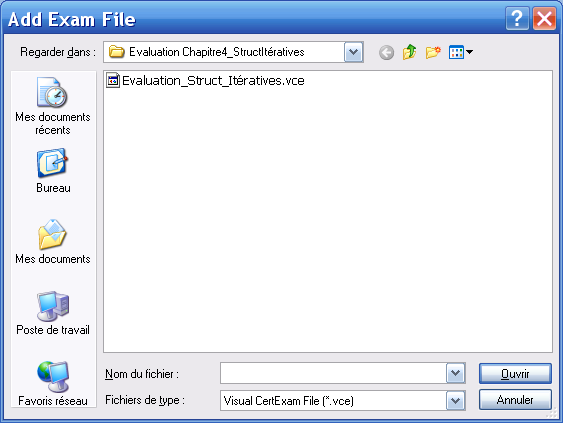 Add Exam File
Regarder dans :
Evaluation Chapitre4_StructItératives
Evaluation_Struct_Itératives.vce
Mes documents
récents
Bureau
Mes documents
Poste de travail
Favoris réseau
Nom du fichier :
Ouvrir
Fichiers de type :
Visual CertExam File (*.vce)
Annuler